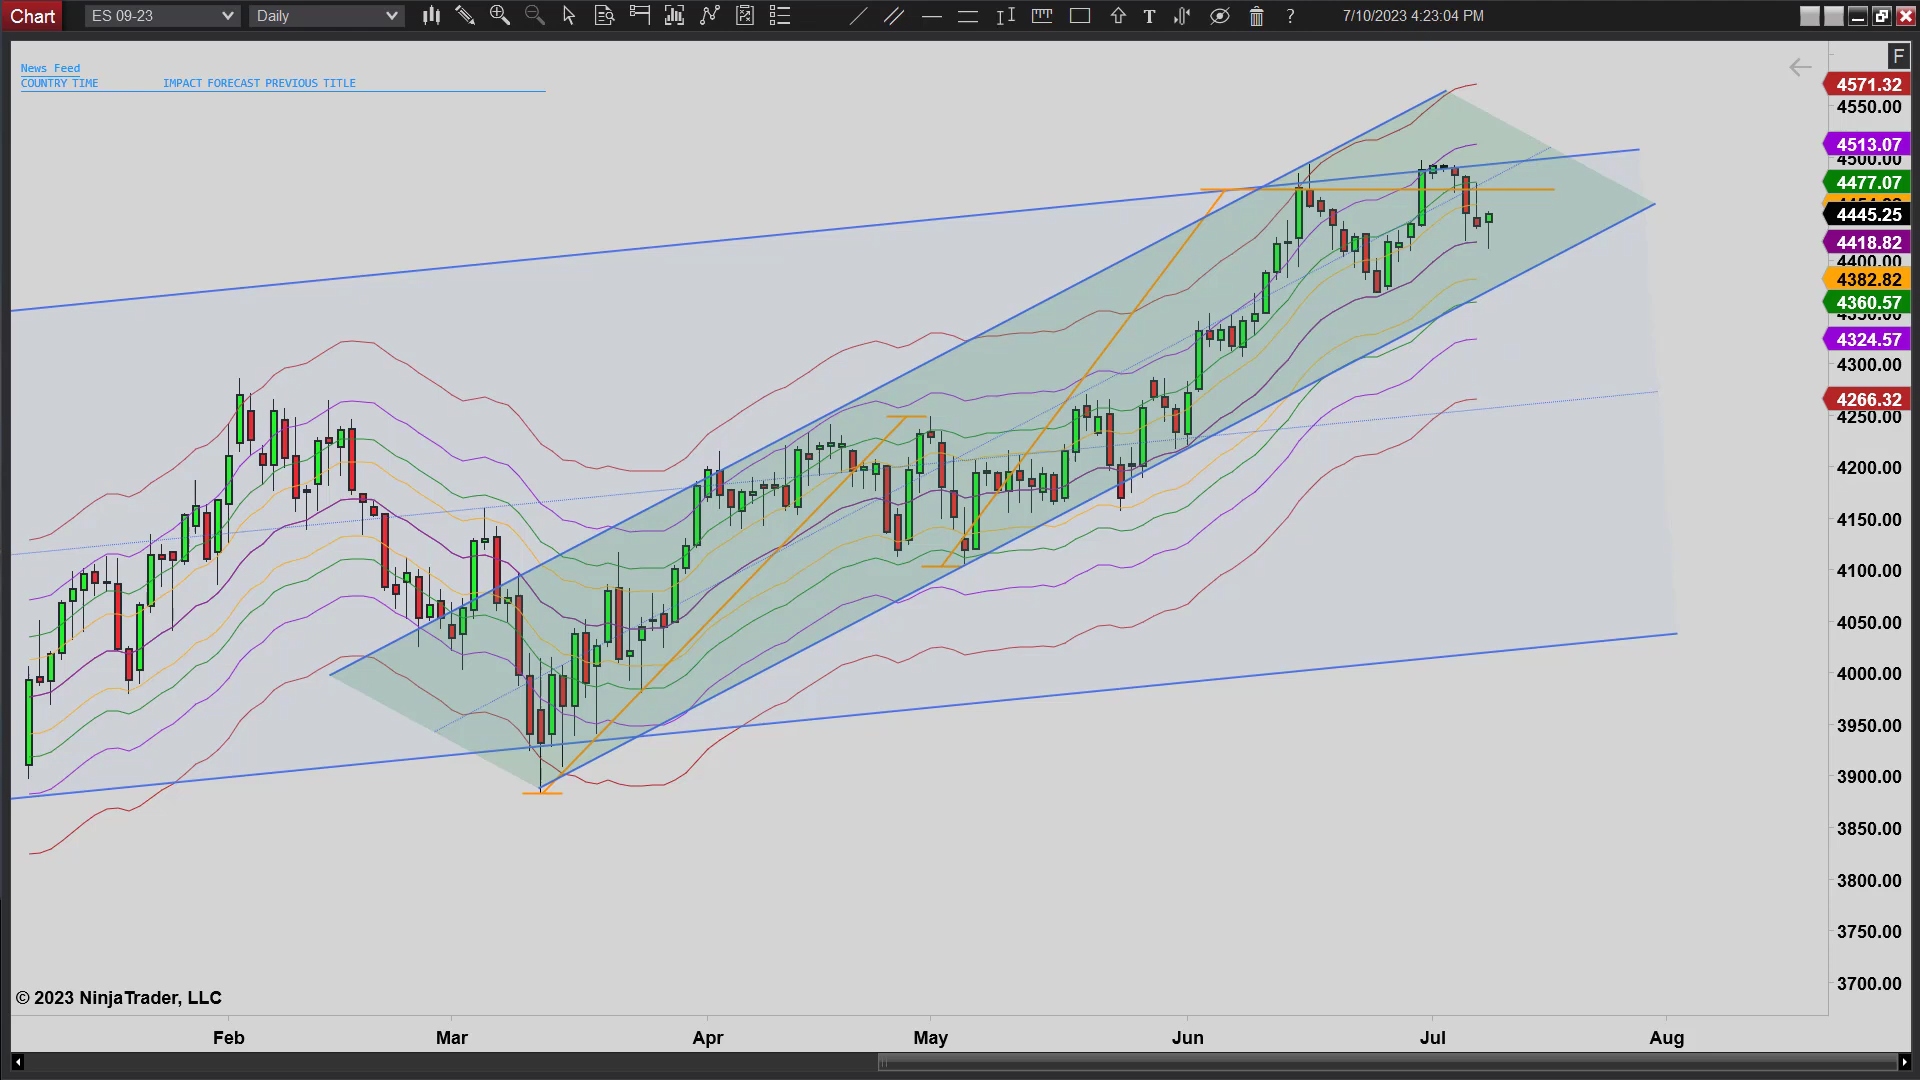 Chart
ES 09-23
Daily
7/10/2023 4:23:04 PM
News Feed
COUNTRY TIME IMPACT FORECAST PREVIOUS TITLE
F
4571.32
4550.00
4513.07
4500.00
4477.07
4445.25
4418.82
4400.00
4382.82
4360.57
4350.00
4324.57
4300.00
4266.32
4250.00
4200.00
4150.00
4100.00
4050.00
4000.00
3950.00
3900.00
3850.00
3800.00
3750.00
3700.00
© 2023 NinjaTrader, LLC
Feb Mar Apr May Jun Jul Aug